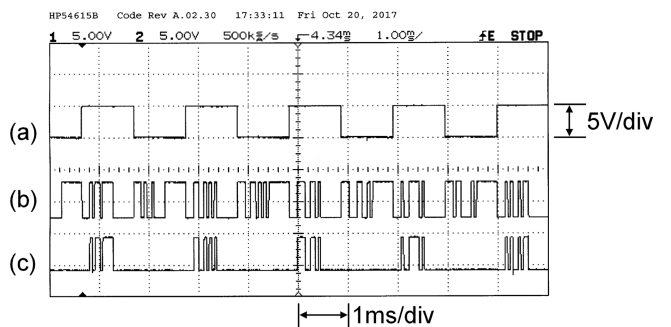 HP54615B Code Rev A.02.30 17:33:11 Fri Oct 20, 2017
1 5.00V 2 5.00V 500ks/s -4.34ms 1.00ms/ £E STOP
(a)
5V/div
(b)
(c)
1ms/div